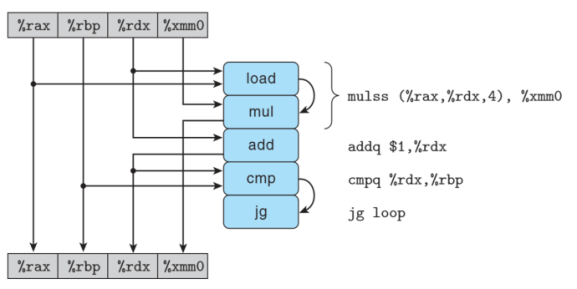 %rax %rbp %rdx %xmm0
load
mul
mulss (%rax,%rdx,4), %xmm0
add addq $1,%rdx
cmp cmpq %rdx,%rbp
jg jg loop
%rax %rbp %rdx %xmm0